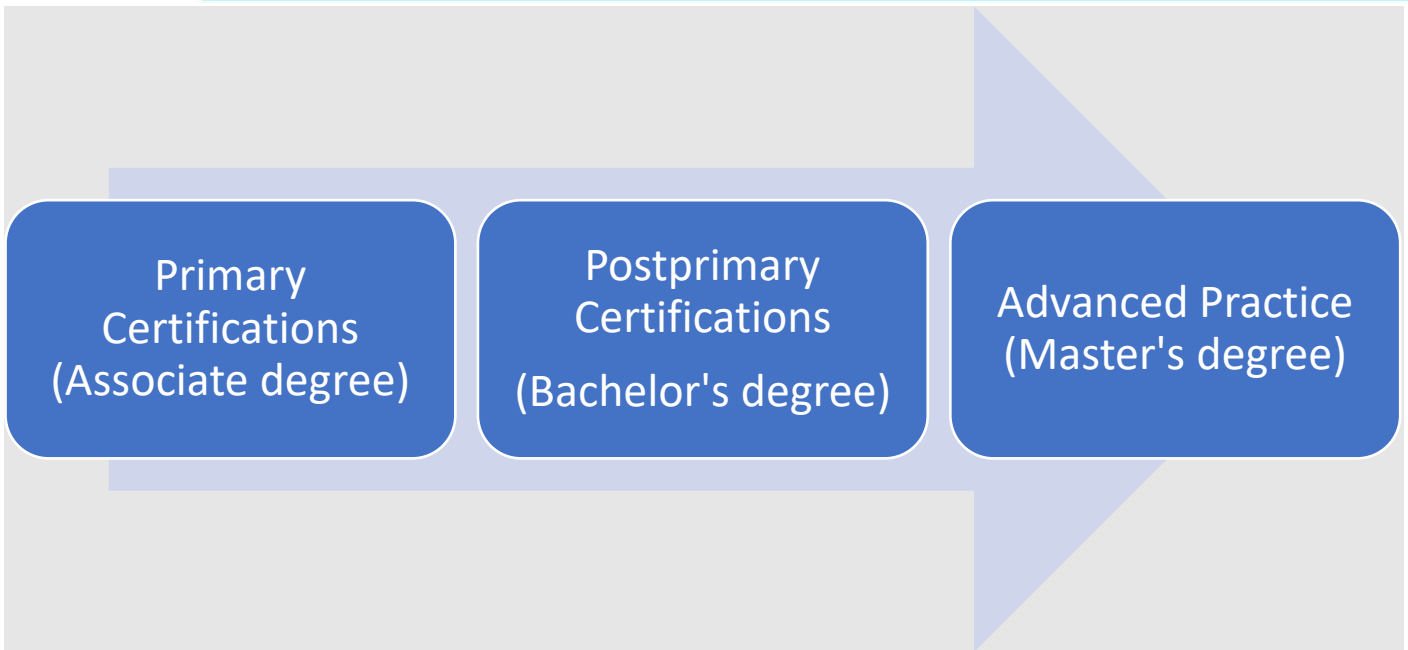 Primary
Certifications
(Associate degree)
Postprimary
Certifications
(Bachelor's degree)
Advanced Practice
(Master's degree)